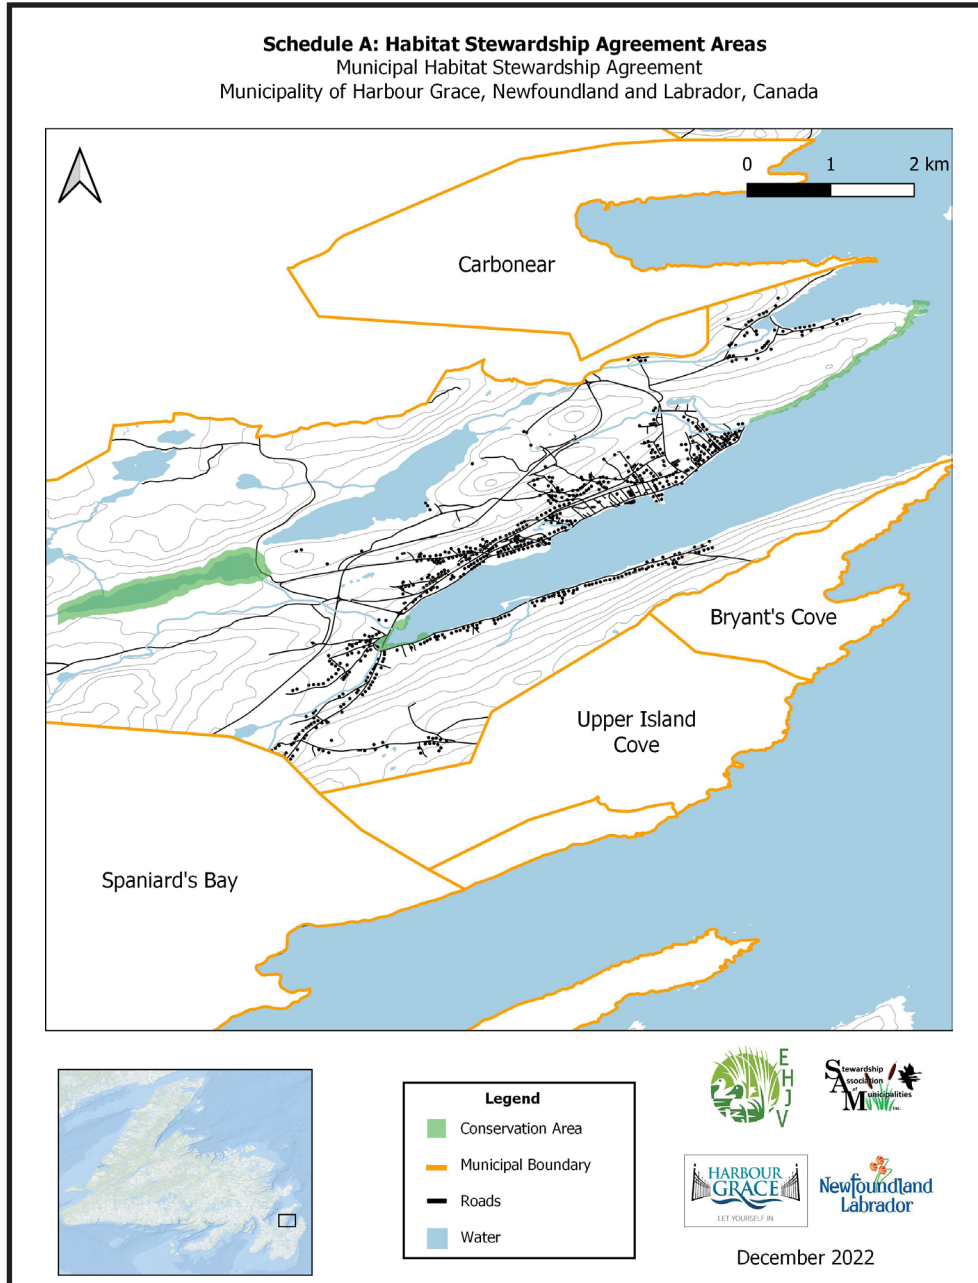 Schedule A: Habitat Stewardship Agreement Areas
Municipal Habitat Stewardship Agreement
Municipality of Harbour Grace, Newfoundland and Labrador, Canada
0 1 2 km
Carbonear
Bryant's Cove
Upper Island
Cove
Spaniard's Bay
Legend
Conservation Area
Municipal Boundary
Roads
Water
EHJV
Stewardship
Association
of
Municipalities
Inc.
HARBOUR
GRACE
LET YOURSELF IN
Newfoundland
Labrador
December 2022